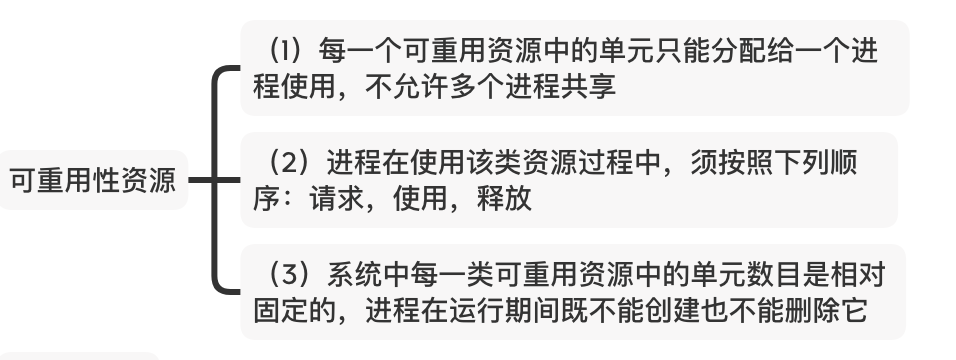 （1）每一个可重用资源中的单元只能分配给一个进
程使用，不允许多个进程共享
可重用性资源
（2）进程在使用该类资源过程中，须按照下列顺
序：请求，使用，释放
（3）系统中每一类可重用资源中的单元数目是相对
固定的，进程在运行期间既不能创建也不能删除它